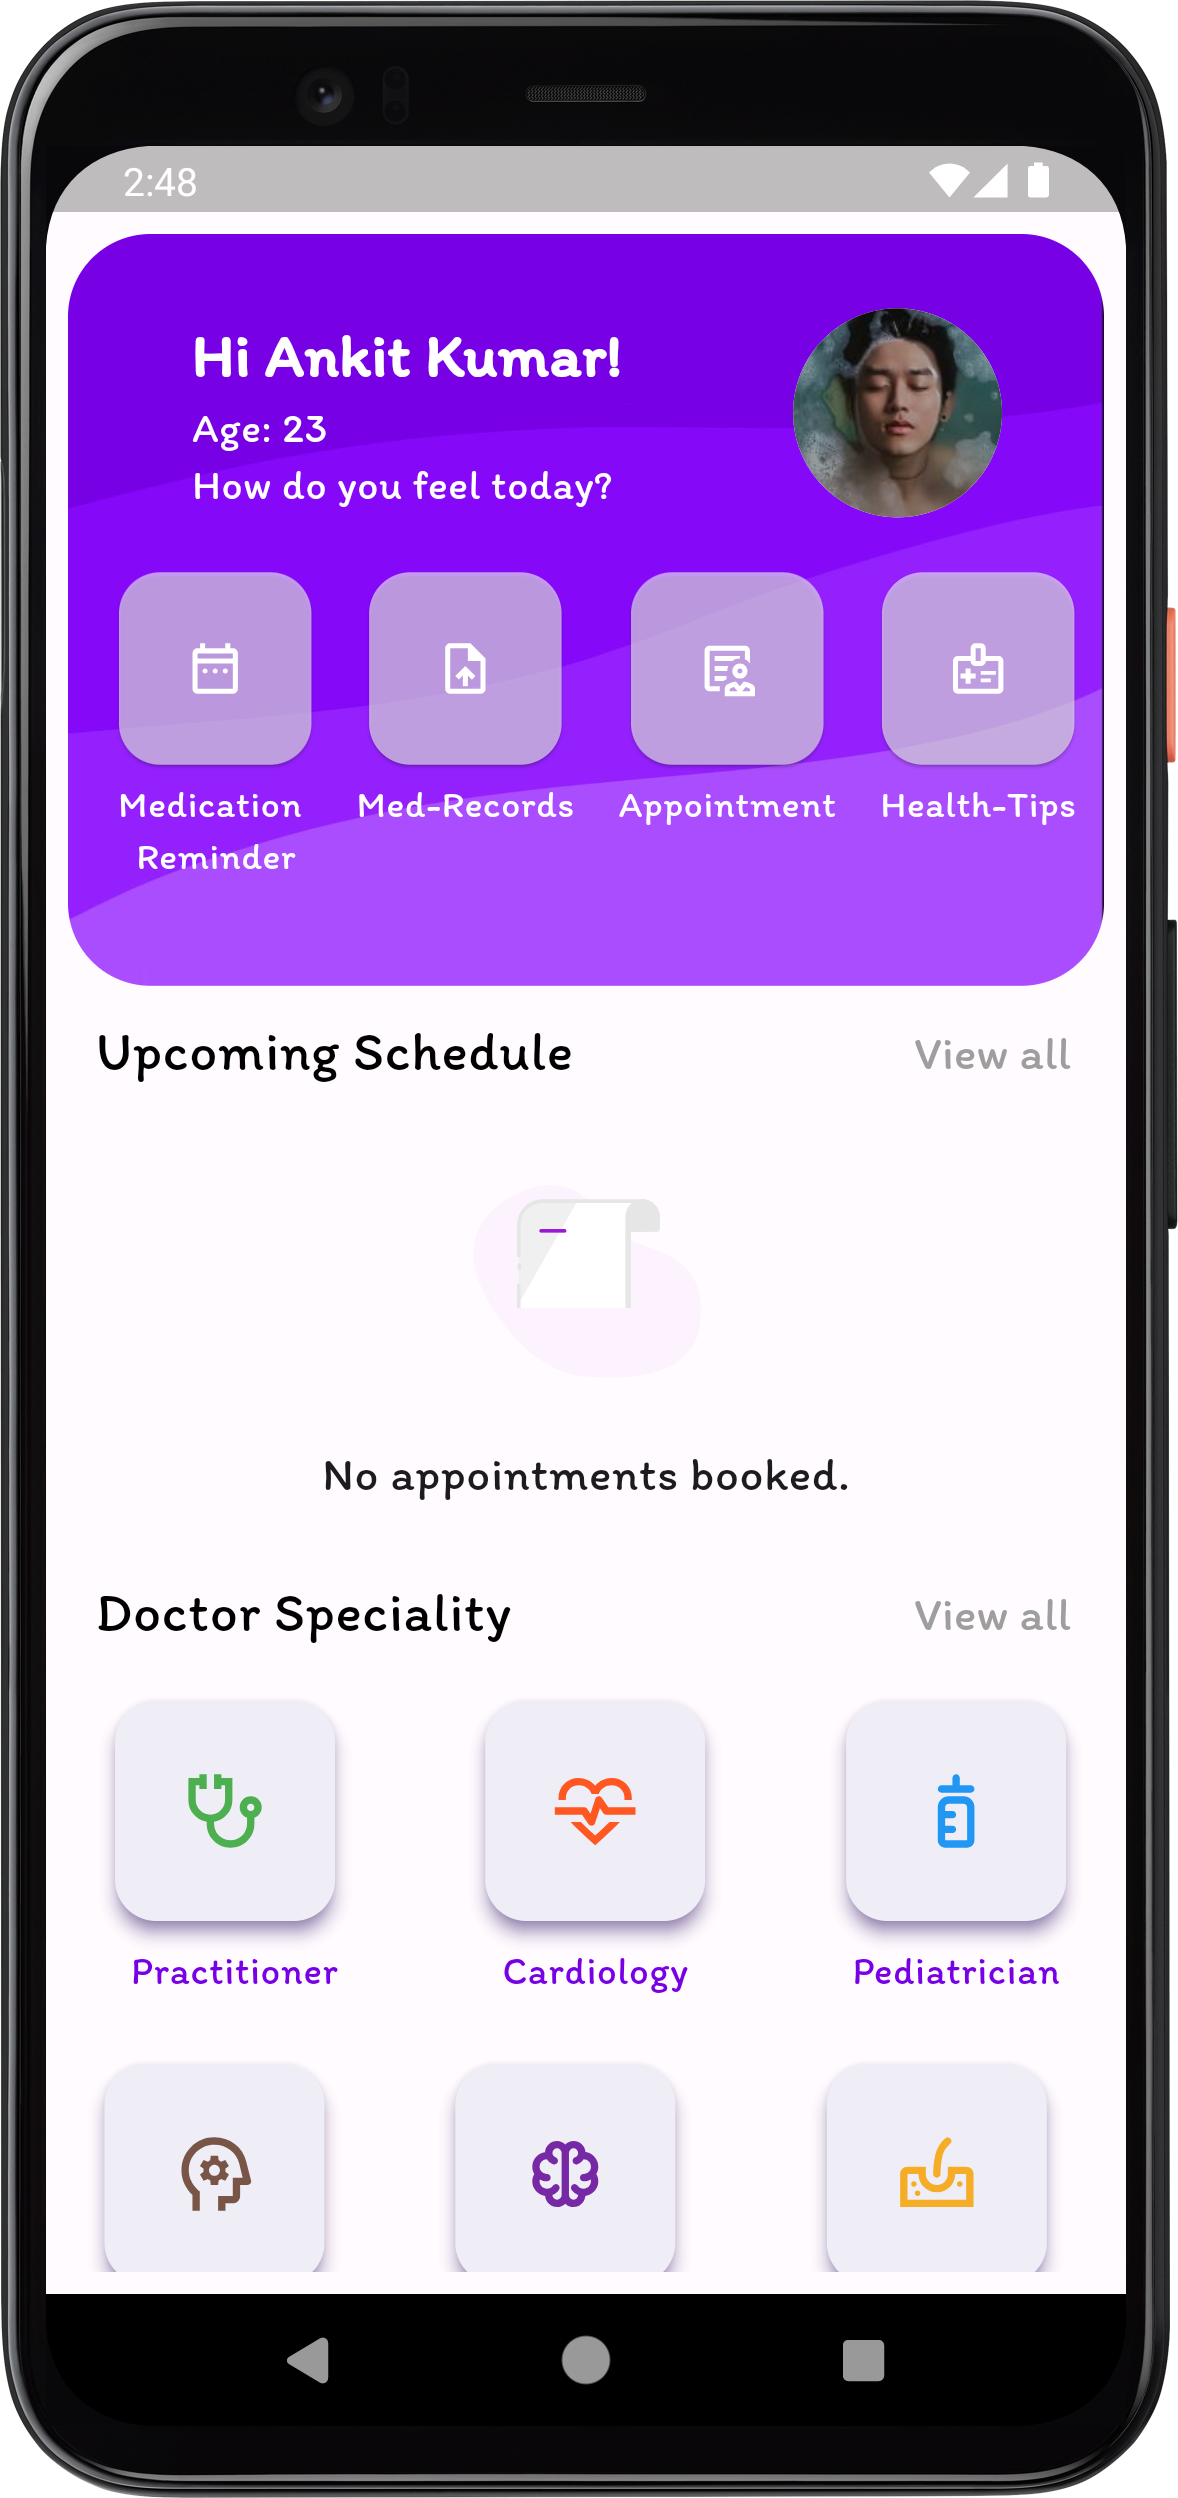 2:48
Hi Ankit Kumar!
Age: 23
How do you feel today?
Medication
Reminder
Med-Records
Appointment
Health-Tips
Upcoming Schedule
View all
No appointments booked.
Doctor Speciality
View all
Practitioner
Cardiology
Pediatrician